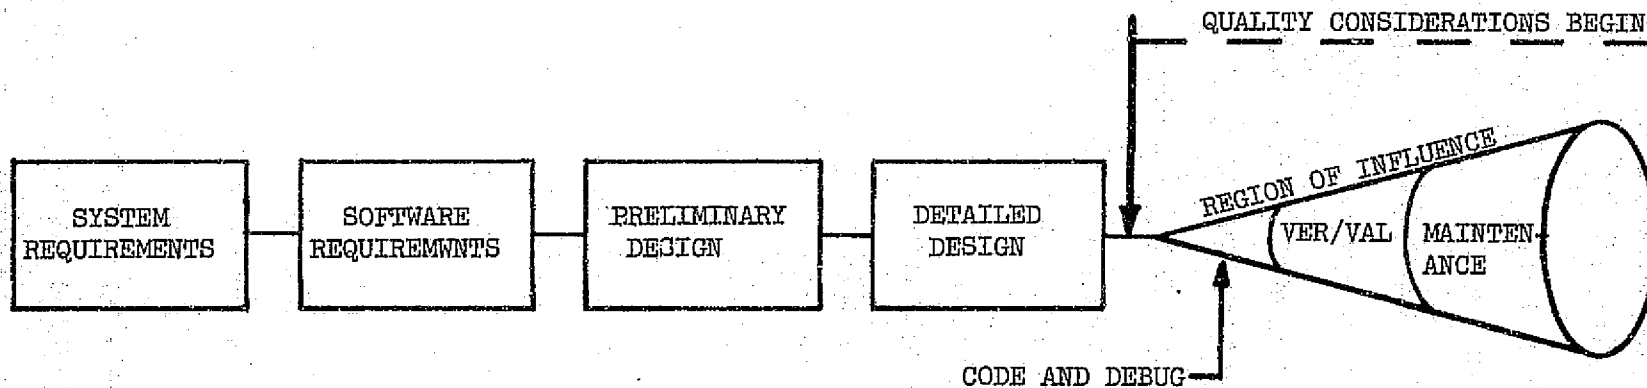 QUALITY CONSIDERATIONS BEGIN
REGION OF INFLUENCE
SYSTEM
REQUIREMENTS
SOFTWARE
REQUIREMWNTS
PRELIMINARY
DESIGN
DETAILED
DESIGN
VER/VAL
MAINTEN-
ANCE
CODE AND DEBUG